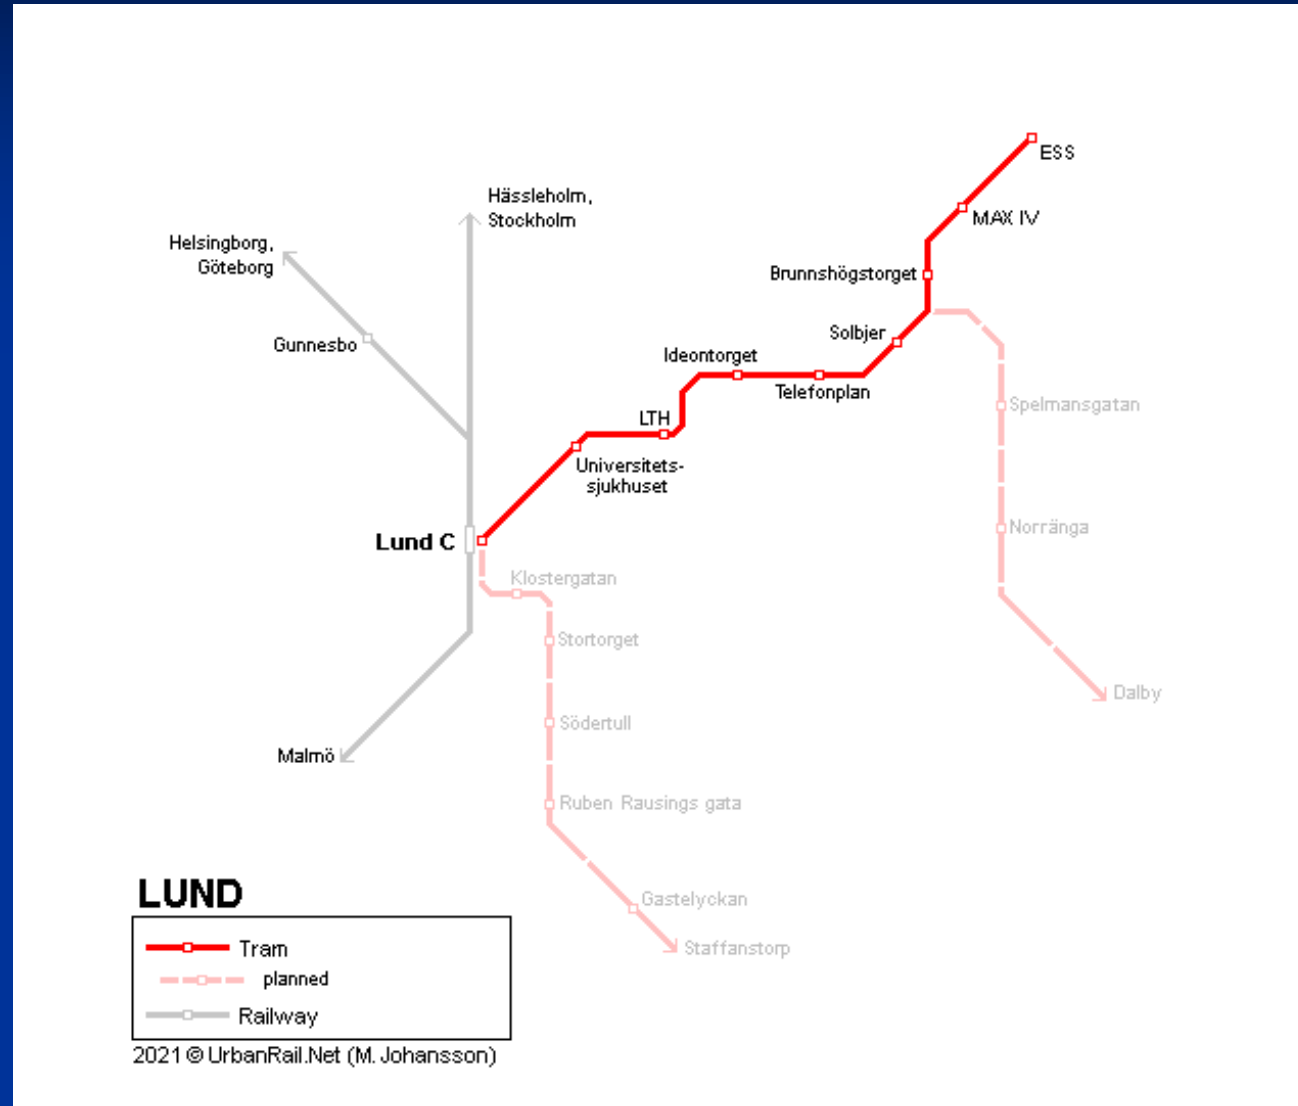 ESS
Hässleholm,
Stockholm
MAX IV
Helsingborg,
Göteborg
Brunnshögstorget
Solbjer
Gunnesbo
Ideontorget
Telefonplan
Spelmansgatan
LTH
Universitets-
sjukhuset
Norränga
Lund C
Klostergatan
Stortorget
Dalby
Södertull
Malmö
Ruben Rausings gata
Gastelyckan
Staffanstorp
LUND
Tram
planned
Railway
2021 © UrbanRail.Net (M. Johansson)